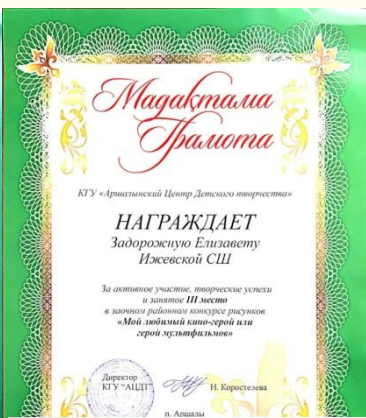 Мадақтама
Грамота
КГУ «Аршалынский Центр Детского творчества»
НАГРАЖДАЕТ
Задорожную Елизавету
Ижевской СШ
За активное участие, творческие успехи
и занятое III место
в заочном районном конкурсе рисунков
«Мой любимый кино-герой или
герой мультфильмов»
Директор
КГУ "АЦДТ"
Н. Коростелева
п. Аршалы